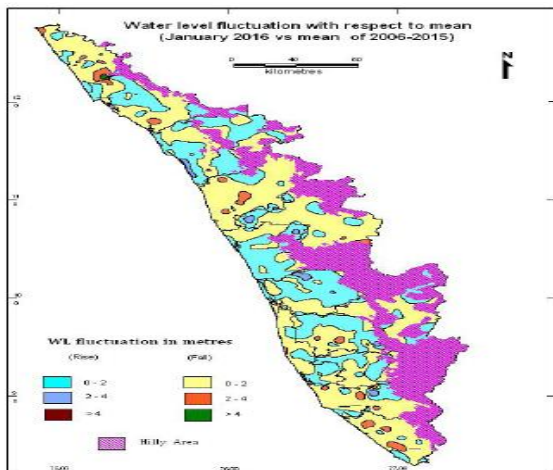 Water level fluctuation with respect to mean
(January 2016 vs mean of 2006-2015)
N
40
kilometres
WL fluctuation in metres
(Rise) (Fall)
0 - 2 0 - 2
2 - 4 2 - 4
>4 >4
Hilly Area